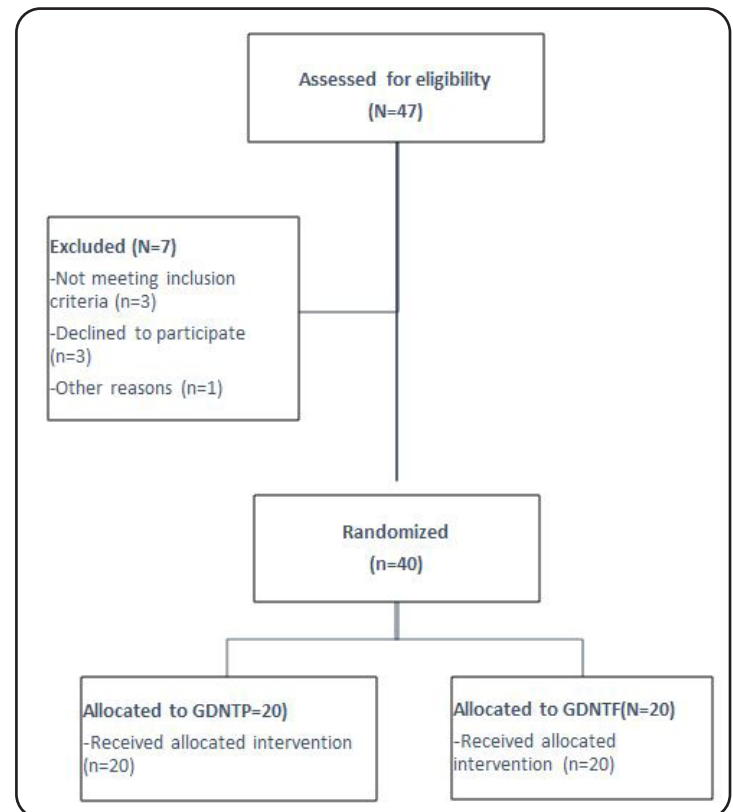 Assessed for eligibility
(N=47)
Excluded (N=7)
-Not meeting inclusion
criteria (n=3)
-Declined to participate
(n=3)
-Other reasons (n=1)
Randomized
(n=40)
Allocated to GDNTP=20)
-Received allocated intervention
(n=20)
Allocated to GDNTF(N=20)
-Received allocated
intervention (n=20)